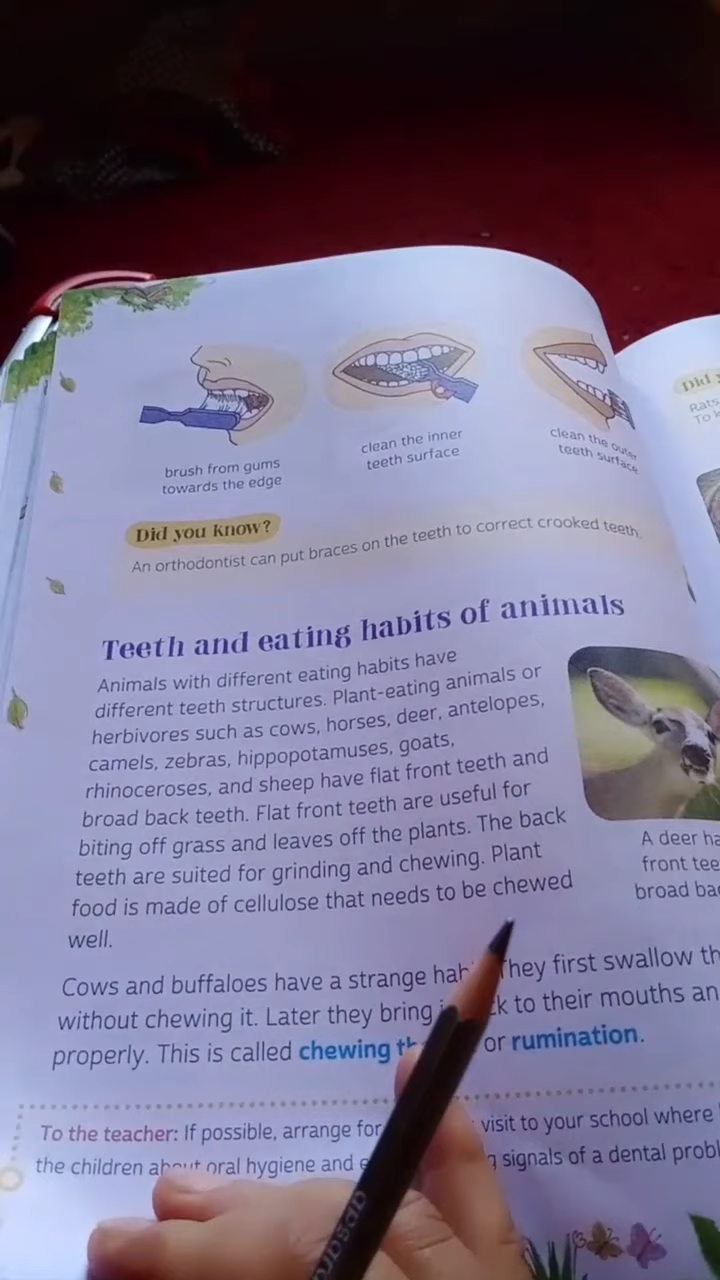 brush from gums
towards the edge
clean the inner
teeth surface
clean the outer
teeth surface
Did you know?
An orthodontist can put braces on the teeth to correct crooked teeth.
Teeth and eating habits of animals
Animals with different eating habits have
different teeth structures. Plant-eating animals or
herbivores such as cows, horses, deer, antelopes,
camels, zebras, hippopotamuses, goats,
rhinoceroses, and sheep have flat front teeth and
broad back teeth. Flat front teeth are useful for
biting off grass and leaves off the plants. The back
teeth are suited for grinding and chewing. Plant
food is made of cellulose that needs to be chewed
well.
A deer
front
broad
Cows and buffaloes have a strange They first swallow
without chewing it. Later they bring to their mouths
properly. This is called chewing or rumination.
To the teacher: If possible, arrange for visit to your school where
the children about oral hygiene and signals of a dental
Did
Rats
To
apsara